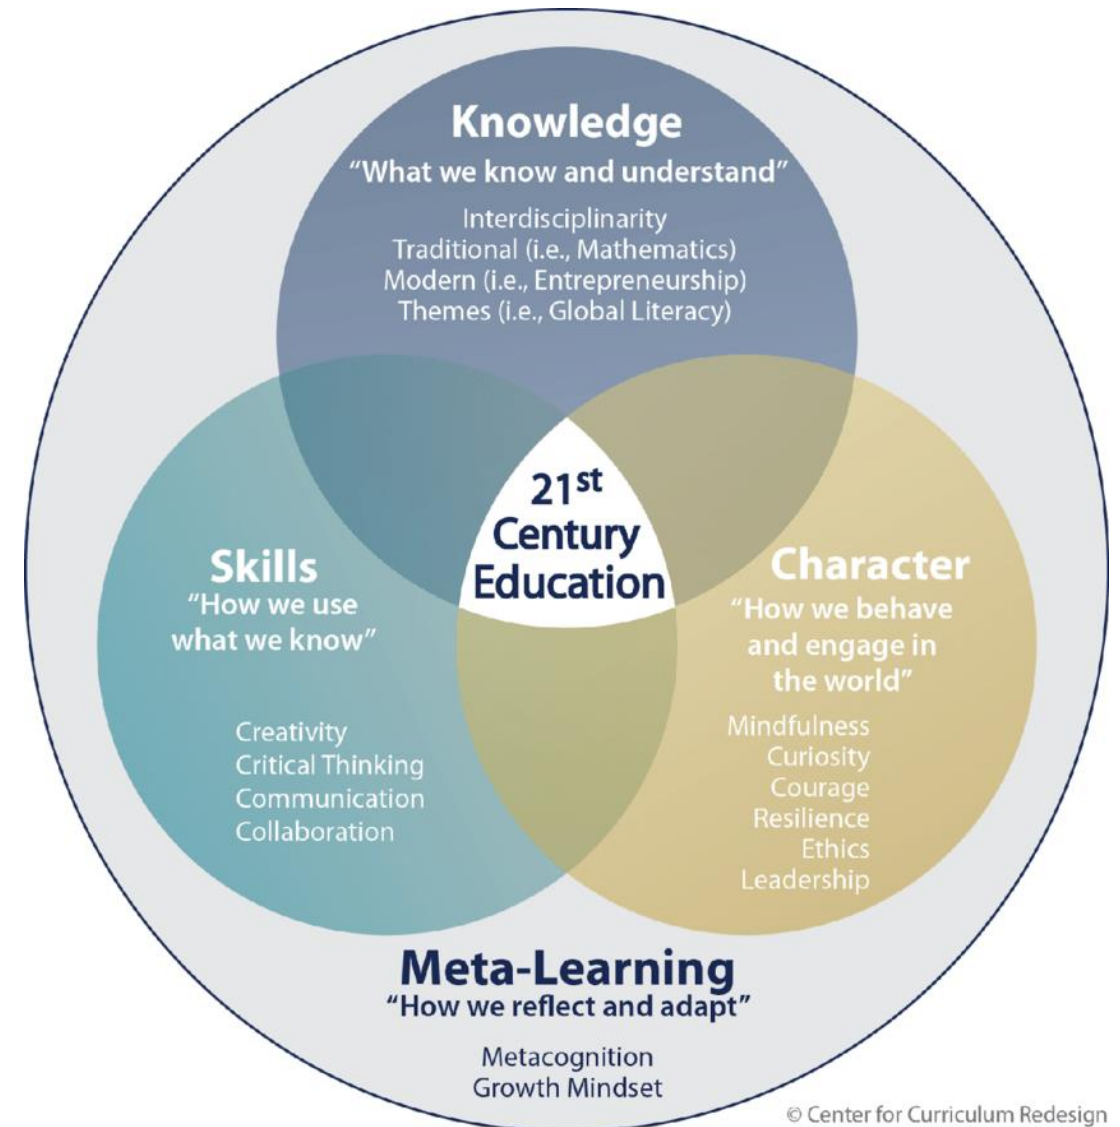 Knowledge
“What we know and understand”
Interdisciplinarity
Traditional (i.e., Mathematics)
Modern (i.e., Entrepreneurship)
Themes (i.e., Global Literacy)
21st
Century
Education
Skills
“How we use
what we know”
Creativity
Critical Thinking
Communication
Collaboration
Character
“How we behave
and engage in
the world”
Mindfulness
Curiosity
Courage
Resilience
Ethics
Leadership
Meta-Learning
“How we reflect and adapt”
Metacognition
Growth Mindset
© Center for Curriculum Redesign